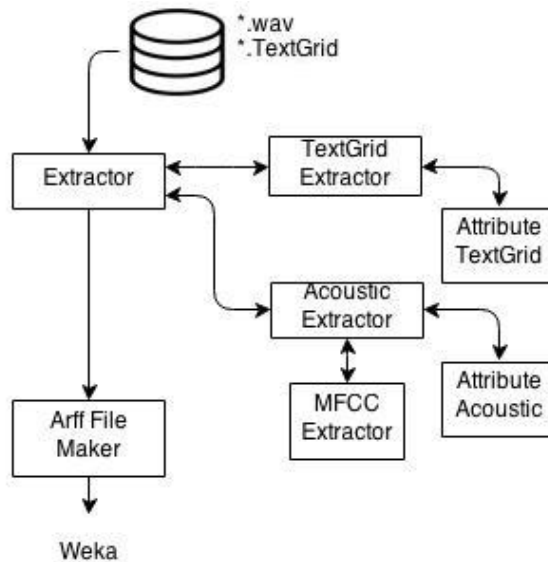 *.wav
*.TextGrid
Extractor
TextGrid
Extractor
Attribute
TextGrid
Acoustic
Extractor
Arff File
Maker
MFCC
Extractor
Attribute
Acoustic
Weka